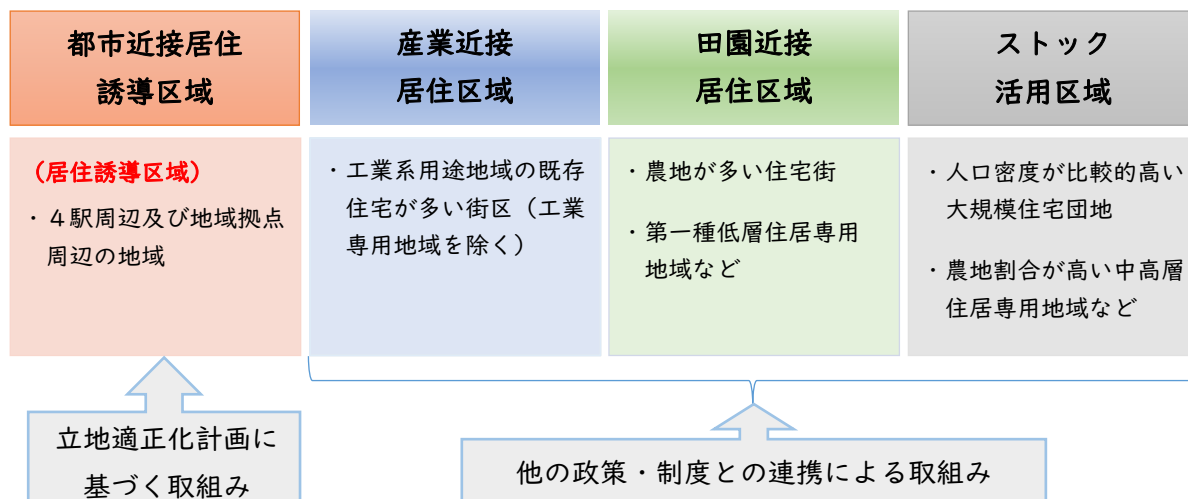 都市近接居住
誘導区域
産業近接
居住区域
田園近接
居住区域
ストック
活用区域
（居住誘導区域）
・４駅周辺及び地域拠点
周辺の地域
・工業系用途地域の既存
住宅が多い街区（工業
専用地域を除く）
・農地が多い住宅街
・第一種低層住居専用
地域など
・人口密度が比較的高い
大規模住宅団地
・農地割合が高い中高層
住居専用地域など
立地適正化計画に
基づく取組み
他の政策・制度との連携による取組み